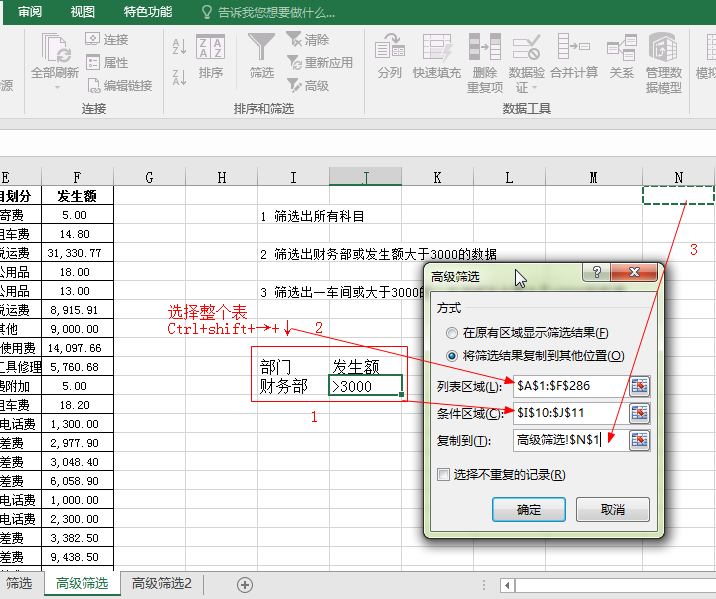 审阅 视图 特色功能 告诉我您想要做什么...
全部刷新 连接 属性 编辑链接 排序 筛选 清除 重新应用 高级 分列 快速填充 删除 重复项 数据验 证 合并计算 关系 管理数 据模型
源 连接 排序和筛选 数据工具
E F G H I J K L M N
划分 发生额
寄费 5.00
租车费 14.80
1 筛选出所有科目
运费 31,330.77
2 筛选出财务部或发生额大于3000的数据
公用品 18.00
公用品 13.00
3 筛选出一车间或大于3000的
运费 8,915.91
其他 9,000.00
使用费 14,097.66
工具修理 5,760.68
费附加 5.00
租车费 18.20
电话费 1,300.00
差费 2,977.90
差费 3,048.40
差费 6,058.90
电话费 1,000.00
电话费 2,300.00
差费 3,382.50
差费 9,438.50
选择整个表
Ctrl+shift+→+↓
2
部门 发生额
财务部 >3000
1
3
高级筛选
方式
在原有区域显示筛选结果(F)
将筛选结果复制到其他位置(O)
列表区域(L): $A$1:$F$286
条件区域(C): $I$10:$J$11
复制到(T): 高级筛选!$N$1
选择不重复的记录(R)
确定 取消
筛选 高级筛选 高级筛选2